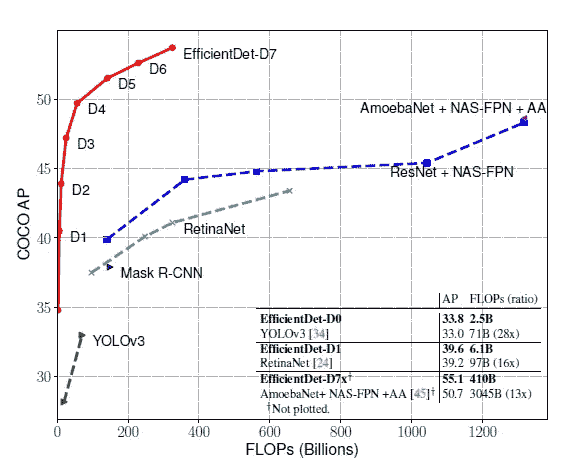 EfficientDet-D7
D6
D5
D4
D3
D2
D1
AmoebaNet + NAS-FPN + AA
ResNet + NAS-FPN
RetinaNet
Mask R-CNN
YOLOv3
COCO AP
50
45
40
35
30
AP FLOPs (ratio)
EfficientDet-D0 33.8 2.5B
YOLOv3 [34] 33.0 71B (28x)
EfficientDet-D1 39.6 6.1B
RetinaNet [24] 39.2 97B (16x)
EfficientDet-D7x† 55.1 410B
AmoebaNet+ NAS-FPN +AA [45]† 50.7 3045B (13x)
†Not plotted.
0 200 400 600 800 1000 1200
FLOPs (Billions)